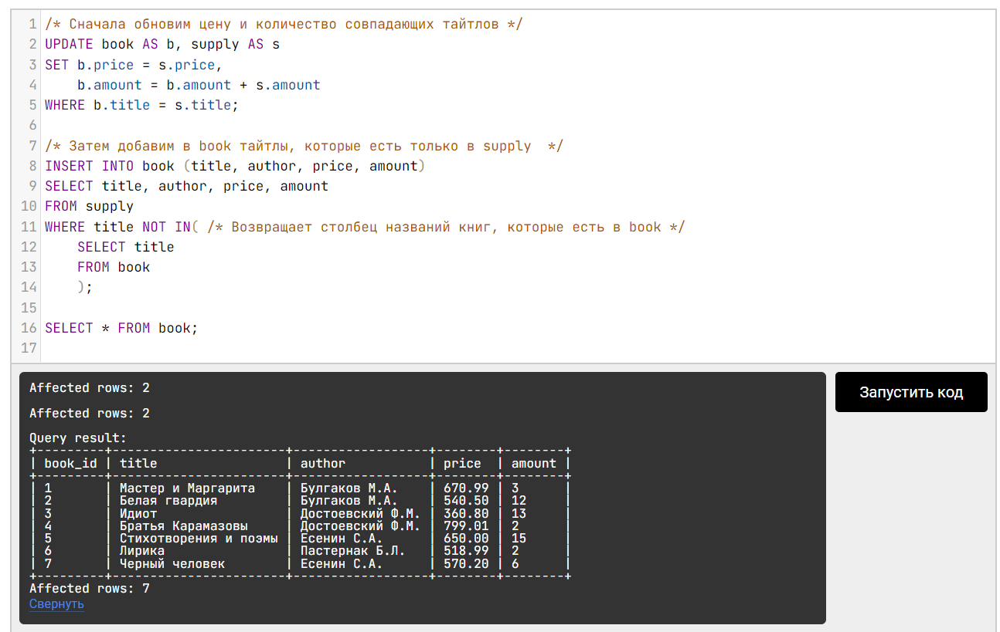 1 /* Сначала обновим цену и количество совпадающих тайтлов */
2 UPDATE book AS b, supply AS s
3 SET b.price = s.price,
4     b.amount = b.amount + s.amount
5 WHERE b.title = s.title;
6
7 /* Затем добавим в book тайтлы, которые есть только в supply  */
8 INSERT INTO book (title, author, price, amount)
9 SELECT title, author, price, amount
10 FROM supply
11 WHERE title NOT IN( /* Возвращает столбец названий книг, которые есть в book */
12     SELECT title
13     FROM book
14     );
15
16 SELECT * FROM book;
17
Affected rows: 2
Affected rows: 2
Query result:
+---------+-----------------------+------------------+--------+--------+
| book_id | title                 | author           | price  | amount |
+---------+-----------------------+------------------+--------+--------+
| 1       | Мастер и Маргарита    | Булгаков М.А.    | 670.99 | 3      |
| 2       | Белая гвардия         | Булгаков М.А.    | 540.50 | 12     |
| 3       | Идиот                 | Достоевский Ф.М. | 360.80 | 13     |
| 4       | Братья Карамазовы     | Достоевский Ф.М. | 799.01 | 2      |
| 5       | Стихотворения и поэмы | Есенин С.А.      | 650.00 | 15     |
| 6       | Лирика                | Пастернак Б.Л.   | 518.99 | 2      |
| 7       | Черный человек        | Есенин С.А.      | 570.20 | 6      |
+---------+-----------------------+------------------+--------+--------+
Affected rows: 7
Свернуть
Запустить код